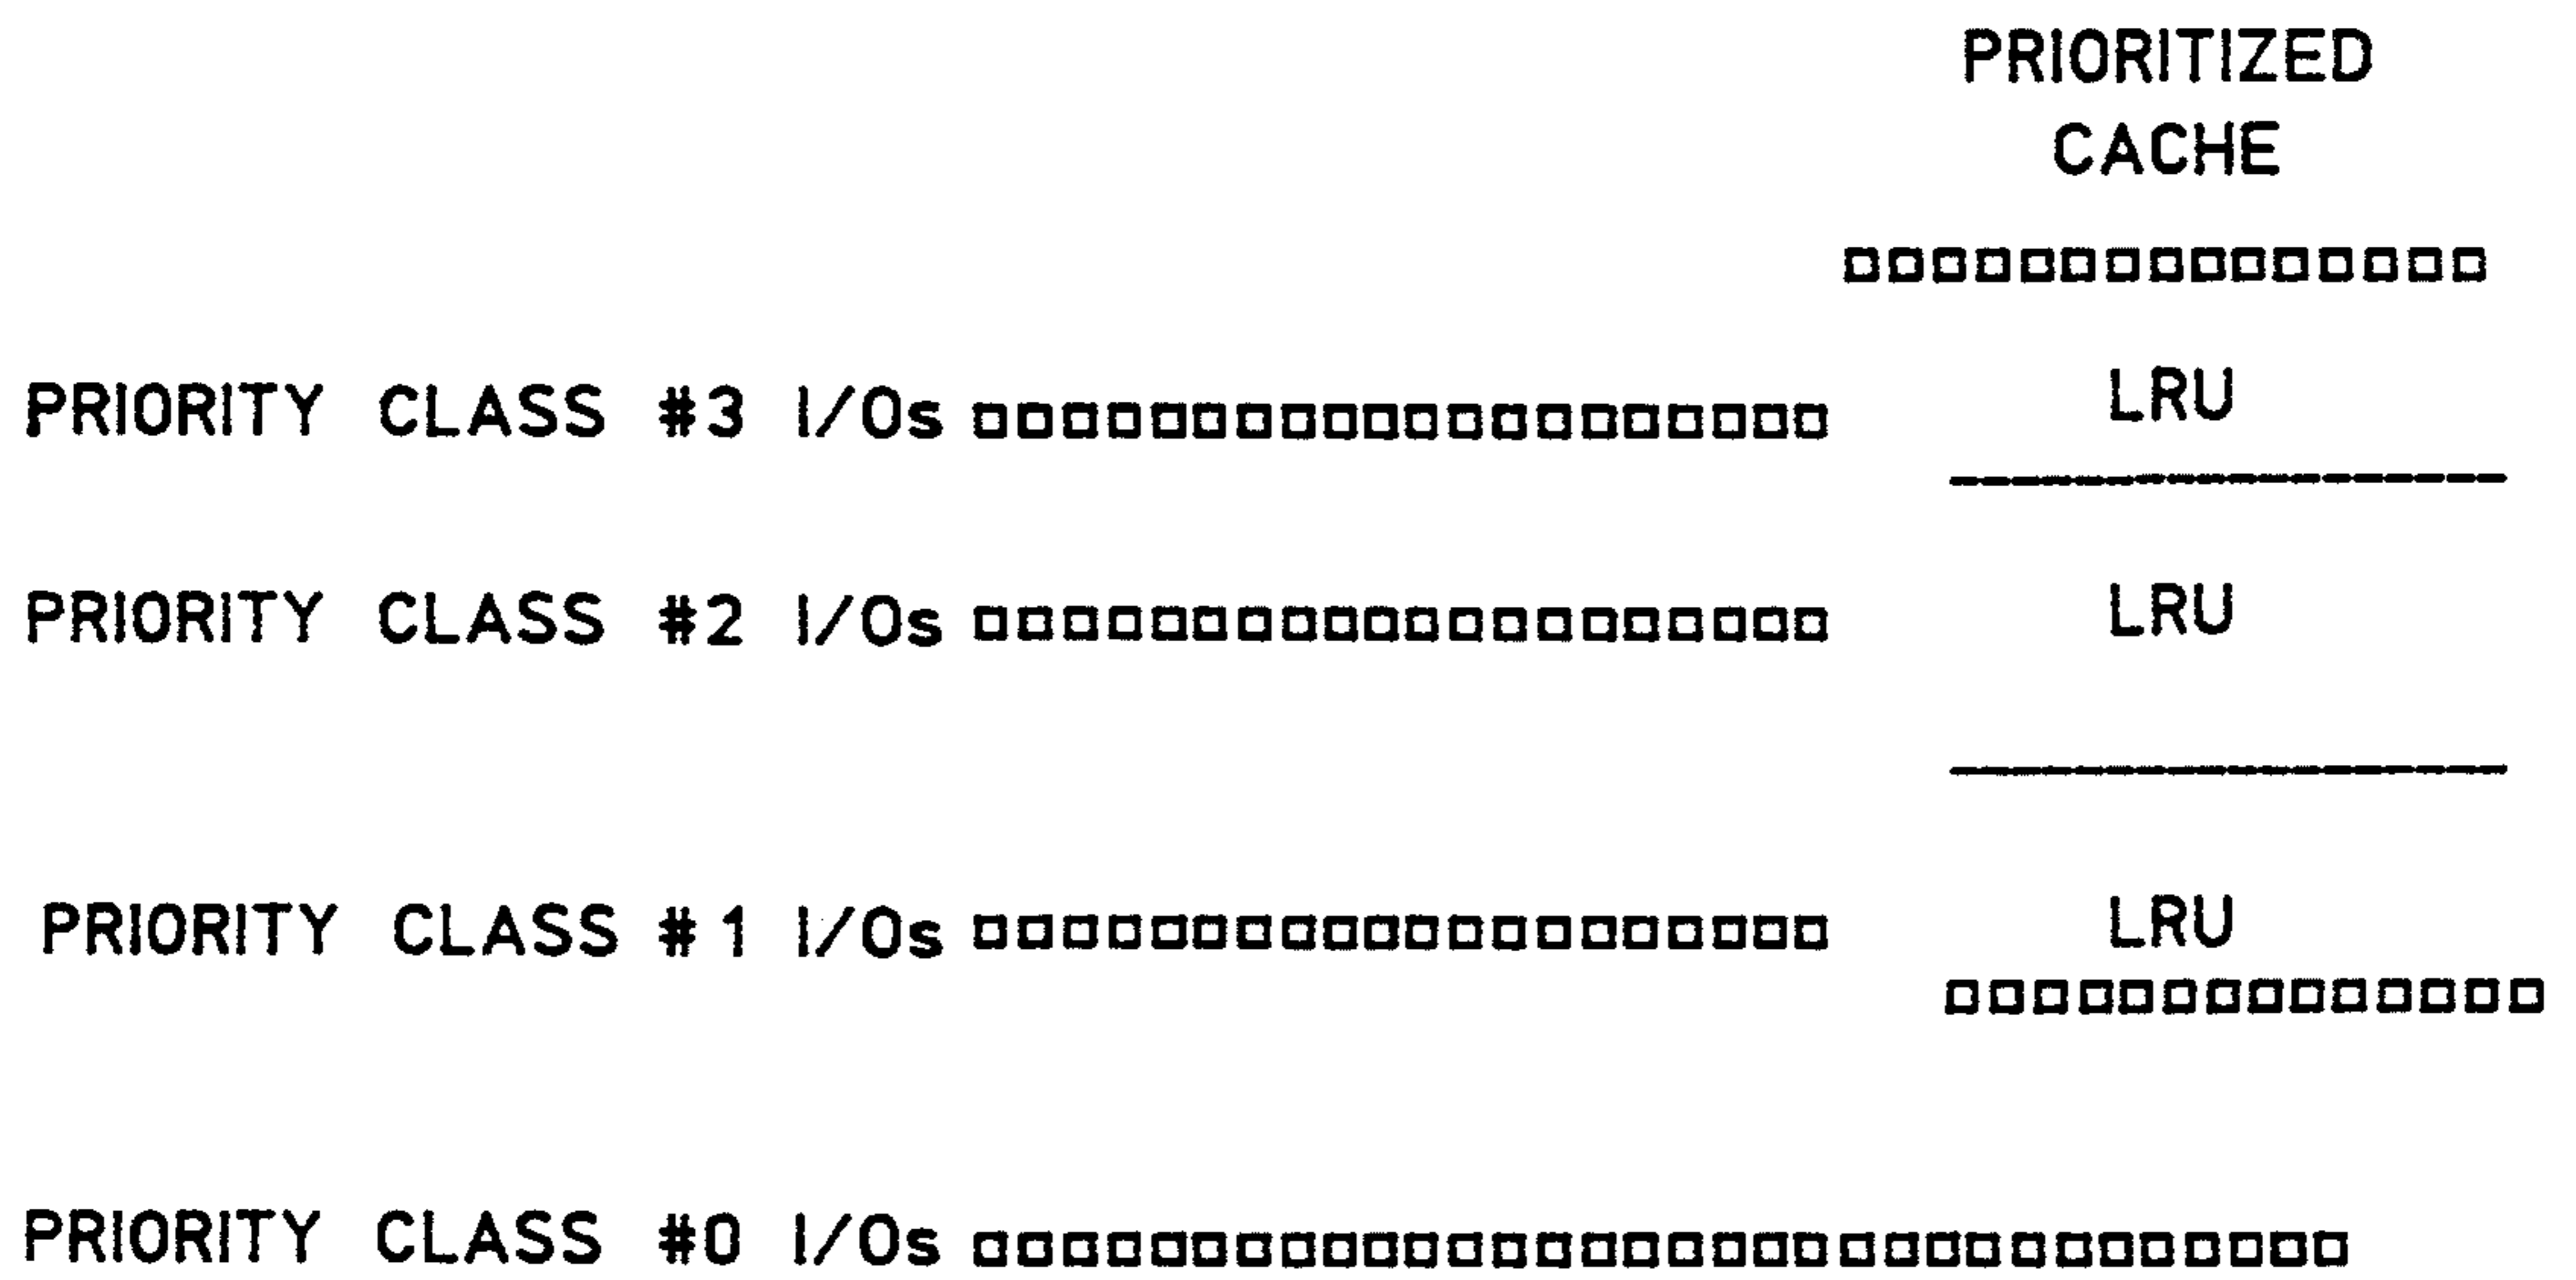 PRIORITIZED
CACHE
PRIORITY CLASS #3 I/Os LRU
PRIORITY CLASS #2 I/Os LRU
PRIORITY CLASS #1 I/Os LRU
PRIORITY CLASS #0 I/Os